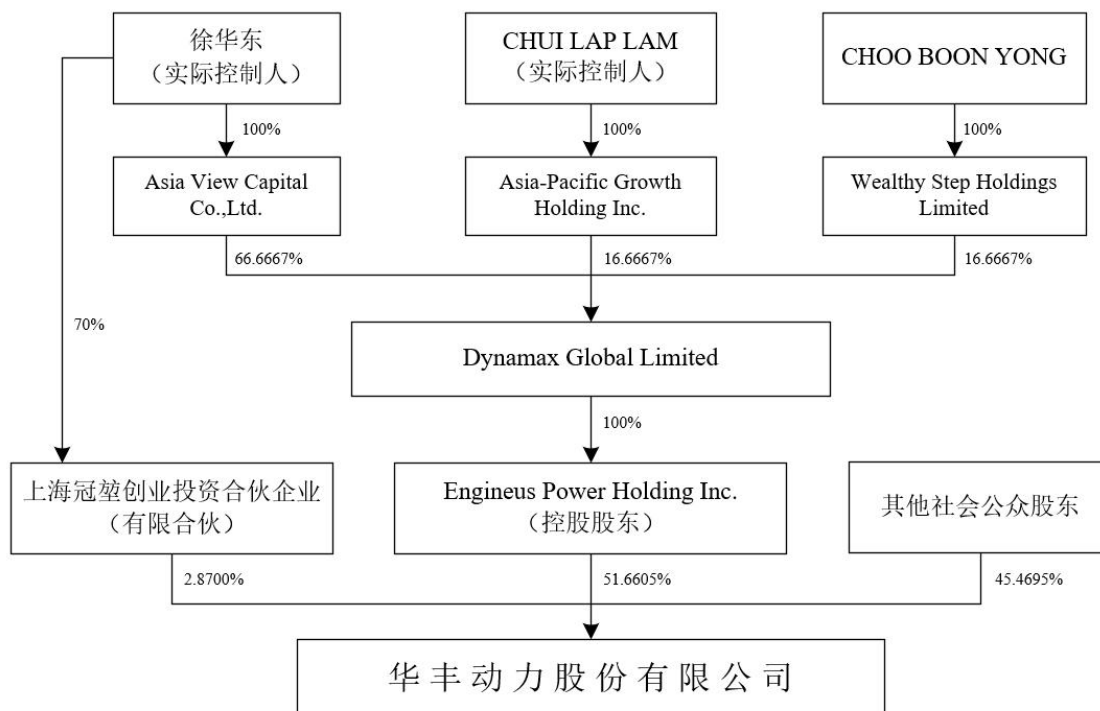 徐华东
（实际控制人）
CHUI LAP LAM
（实际控制人）
CHOO BOON YONG
100%
100%
100%
Asia View Capital
Co.,Ltd.
Asia-Pacific Growth
Holding Inc.
Wealthy Step Holdings
Limited
66.6667%
16.6667%
16.6667%
70%
Dynamax Global Limited
100%
上海冠堃创业投资合伙企业
（有限合伙）
Engineus Power Holding Inc.
（控股股东）
其他社会公众股东
2.8700%
51.6605%
45.4695%
华丰动力股份有限公司